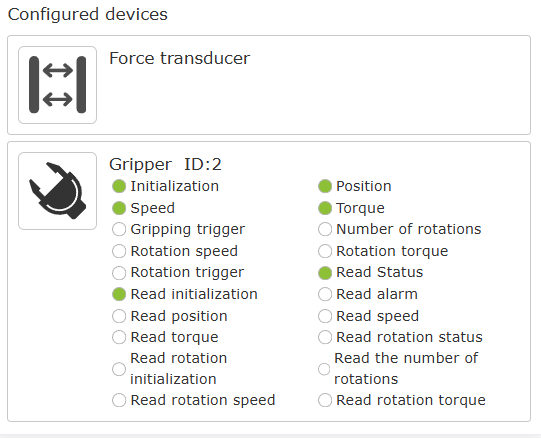 Configured devices
Force transducer
Gripper ID:2
Initialization
Position
Speed
Torque
Gripping trigger
Number of rotations
Rotation speed
Rotation torque
Rotation trigger
Read Status
Read initialization
Read alarm
Read position
Read speed
Read torque
Read rotation status
Read rotation
initialization
Read the number of
rotations
Read rotation speed
Read rotation torque